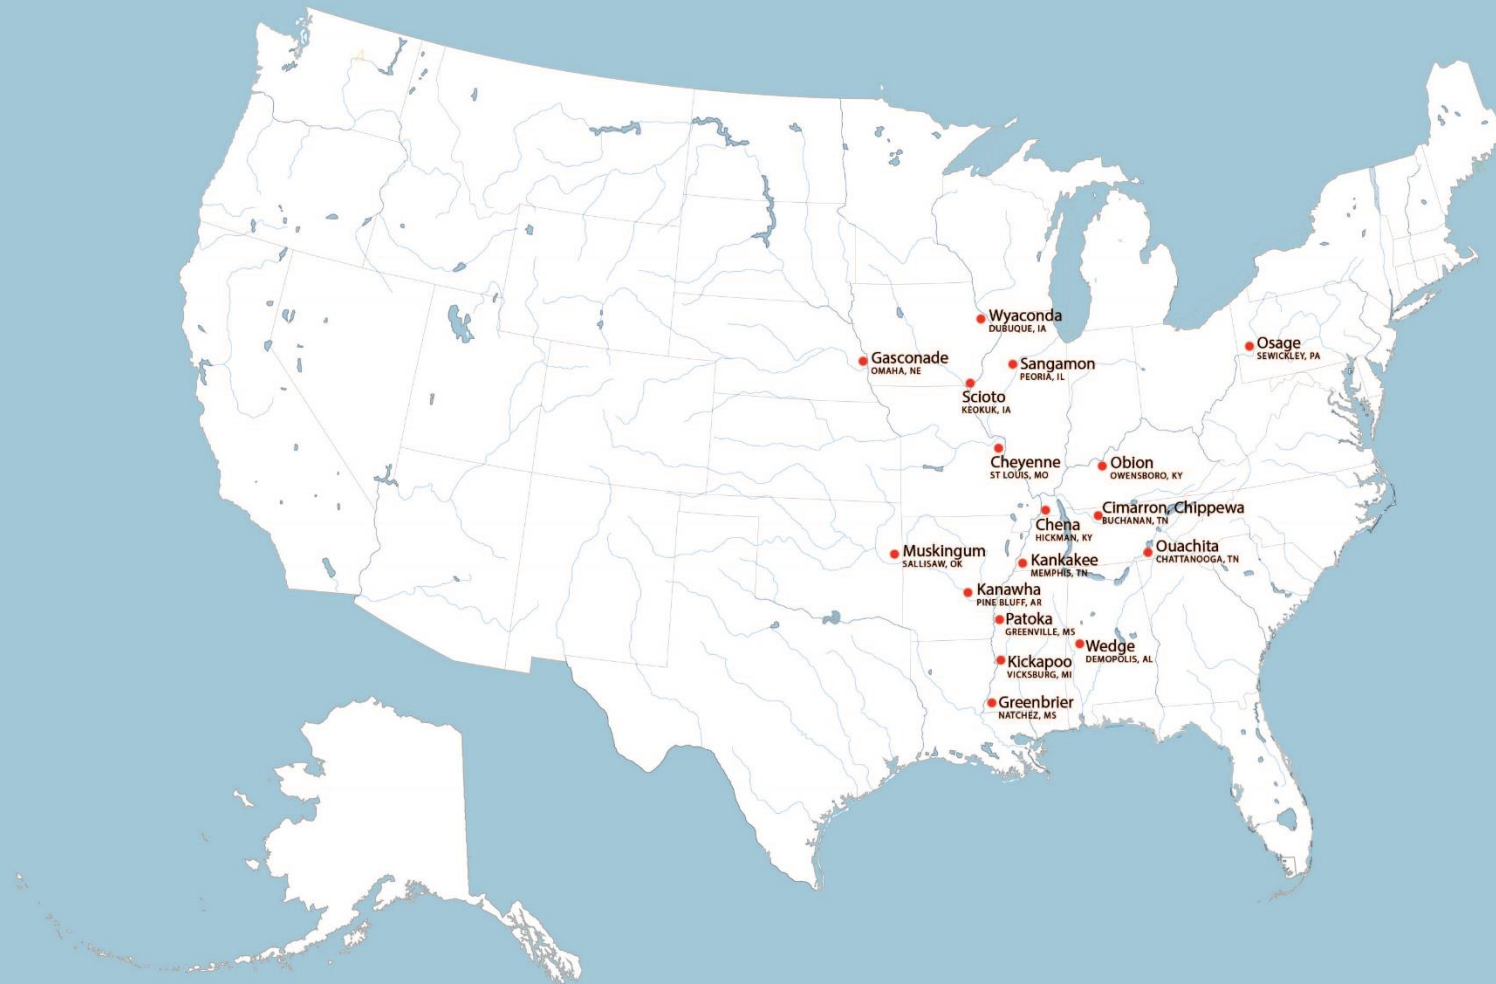 Wyaconda
DUBUQUE, IA
Osage
SEWICKLEY, PA
Gasconade
OMAHA, NE
Sangamon
PEORIA, IL
Scioto
KEOKUK, IA
Cheyenne
ST LOUIS, MO
Obion
OWENSBORO, KY
Cimarron, Chippewa
BUCHANAN, TN
Chena
HICKMAN, KY
Muskingum
SALLISAW, OK
Kankakee
MEMPHIS, TN
Ouachita
CHATTANOOGA, TN
Kanawha
PINE BLUFF, AR
Patoka
GREENVILLE, MS
Wedge
DEMOPOLIS, AL
Kickapoo
VICKSBURG, MI
Greenbrier
NATCHEZ, MS